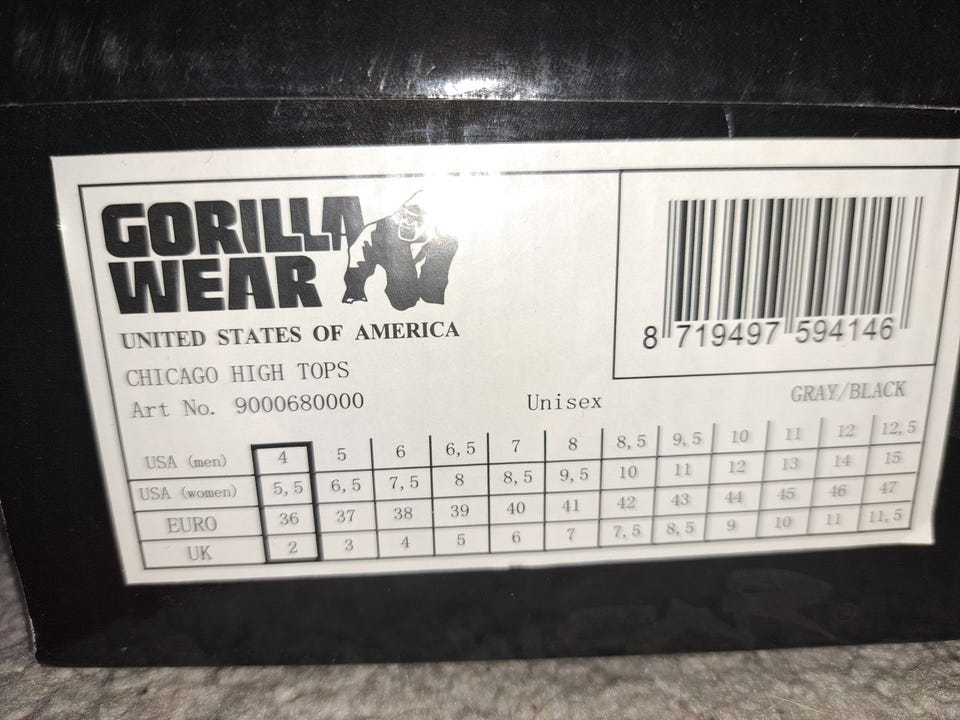 GORILLA
WEAR
UNITED STATES OF AMERICA
CHICAGO HIGH TOPS
Art No. 9000680000
Unisex
GRAY/BLACK
8 719497 594146
USA (men) 4 5 6 6,5 7 8 8,5 9,5 10 11 12 12,5
USA (women) 5,5 6,5 7,5 8 8,5 9,5 10 11 12 13 14 15
EURO 36 37 38 39 40 41 42 43 44 45 46 47
UK 2 3 4 5 6 7 7,5 8,5 9 10 11 11,5